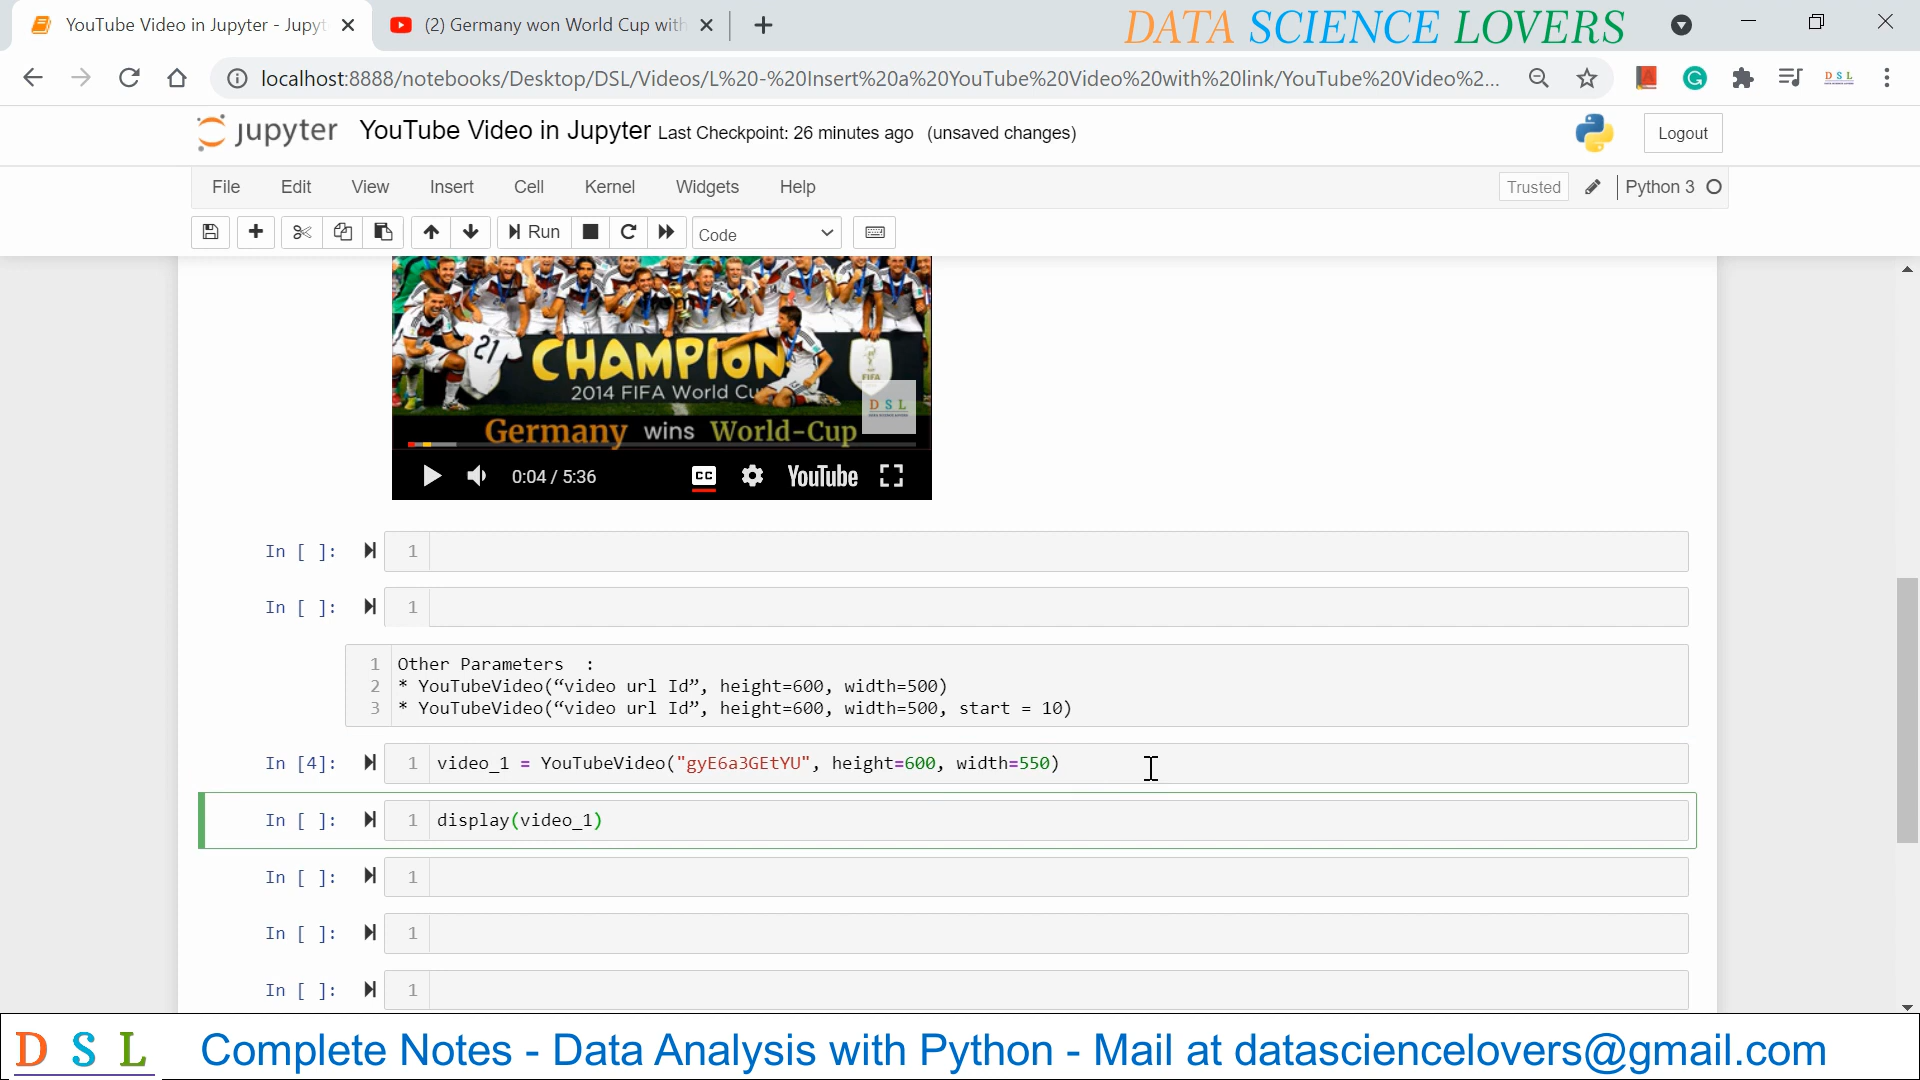 YouTube Video in Jupyter - Jupyt
(2) Germany won World Cup with
DATA SCIENCE LOVERS
localhost:8888/notebooks/Desktop/DSL/Videos/L%20-%20Insert%20a%20YouTube%20Video%20with%20link/YouTube%20Video%2...
DSL
jupyter YouTube Video in Jupyter Last Checkpoint: 26 minutes ago (unsaved changes)
Logout
File Edit View Insert Cell Kernel Widgets Help
Trusted Python 3
Run Code
21 CHAMPION
2014 FIFA World Cu
FIFA
DSL
Germany wins World-Cup
0:04 / 5:36 CC YouTube
In [ ]: 1
In [ ]: 1
1 Other Parameters :
2 * YouTubeVideo(“video url Id”, height=600, width=500)
3 * YouTubeVideo(“video url Id”, height=600, width=500, start = 10)
In [4]: 1 video_1 = YouTubeVideo("gyE6a3GEtYU", height=600, width=550)
In [ ]: 1 display(video_1)
In [ ]: 1
In [ ]: 1
In [ ]: 1
DSL Complete Notes - Data Analysis with Python - Mail at datasciencelovers@gmail.com